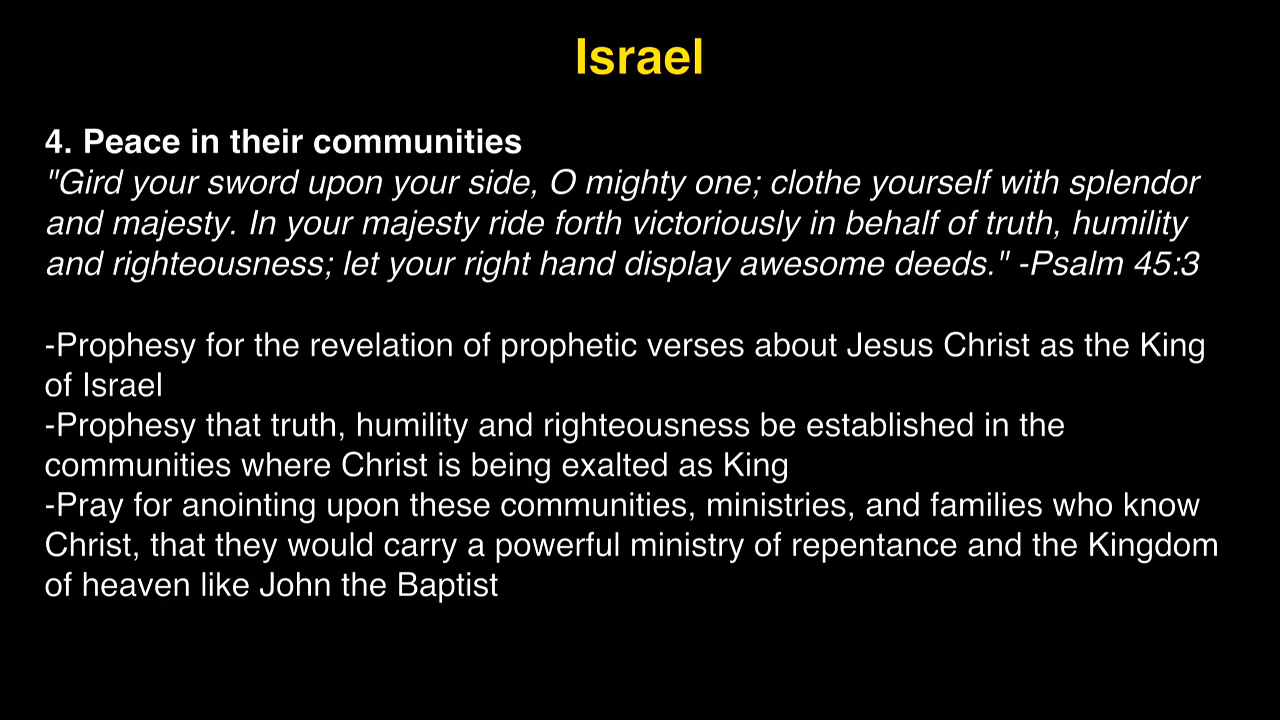 Israel
4. Peace in their communities
"Gird your sword upon your side, O mighty one; clothe yourself with splendor
and majesty. In your majesty ride forth victoriously in behalf of truth, humility
and righteousness; let your right hand display awesome deeds." -Psalm 45:3
-Prophesy for the revelation of prophetic verses about Jesus Christ as the King
of Israel
-Prophesy that truth, humility and righteousness be established in the
communities where Christ is being exalted as King
-Pray for anointing upon these communities, ministries, and families who know
Christ, that they would carry a powerful ministry of repentance and the Kingdom
of heaven like John the Baptist